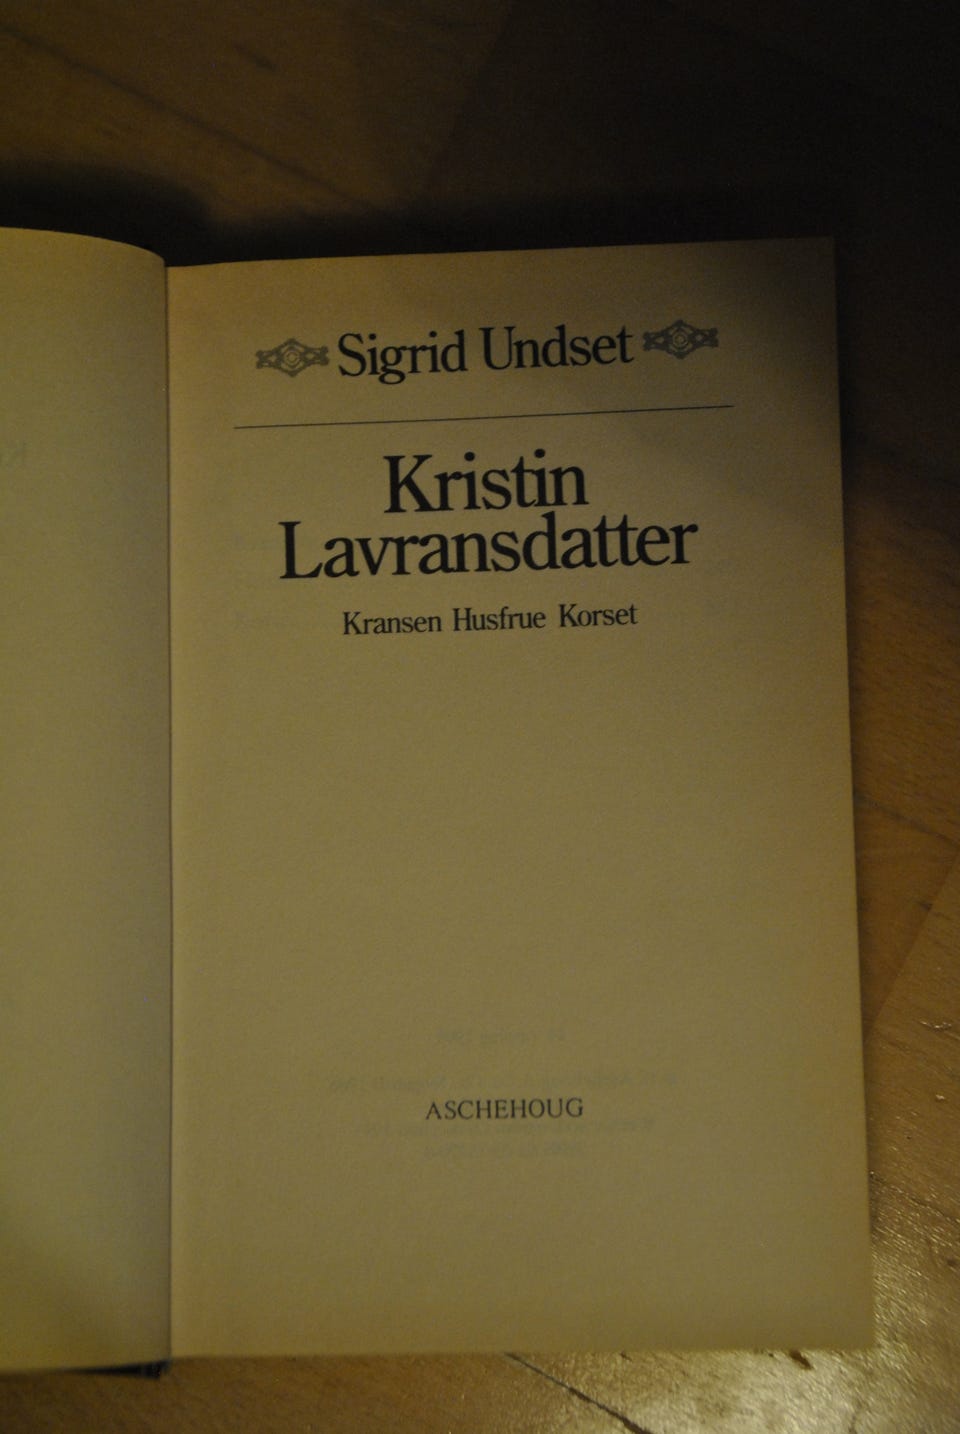 Sigrid Undset
Kristin
Lavransdatter
Kransen Husfrue Korset
ASCHEHOUG